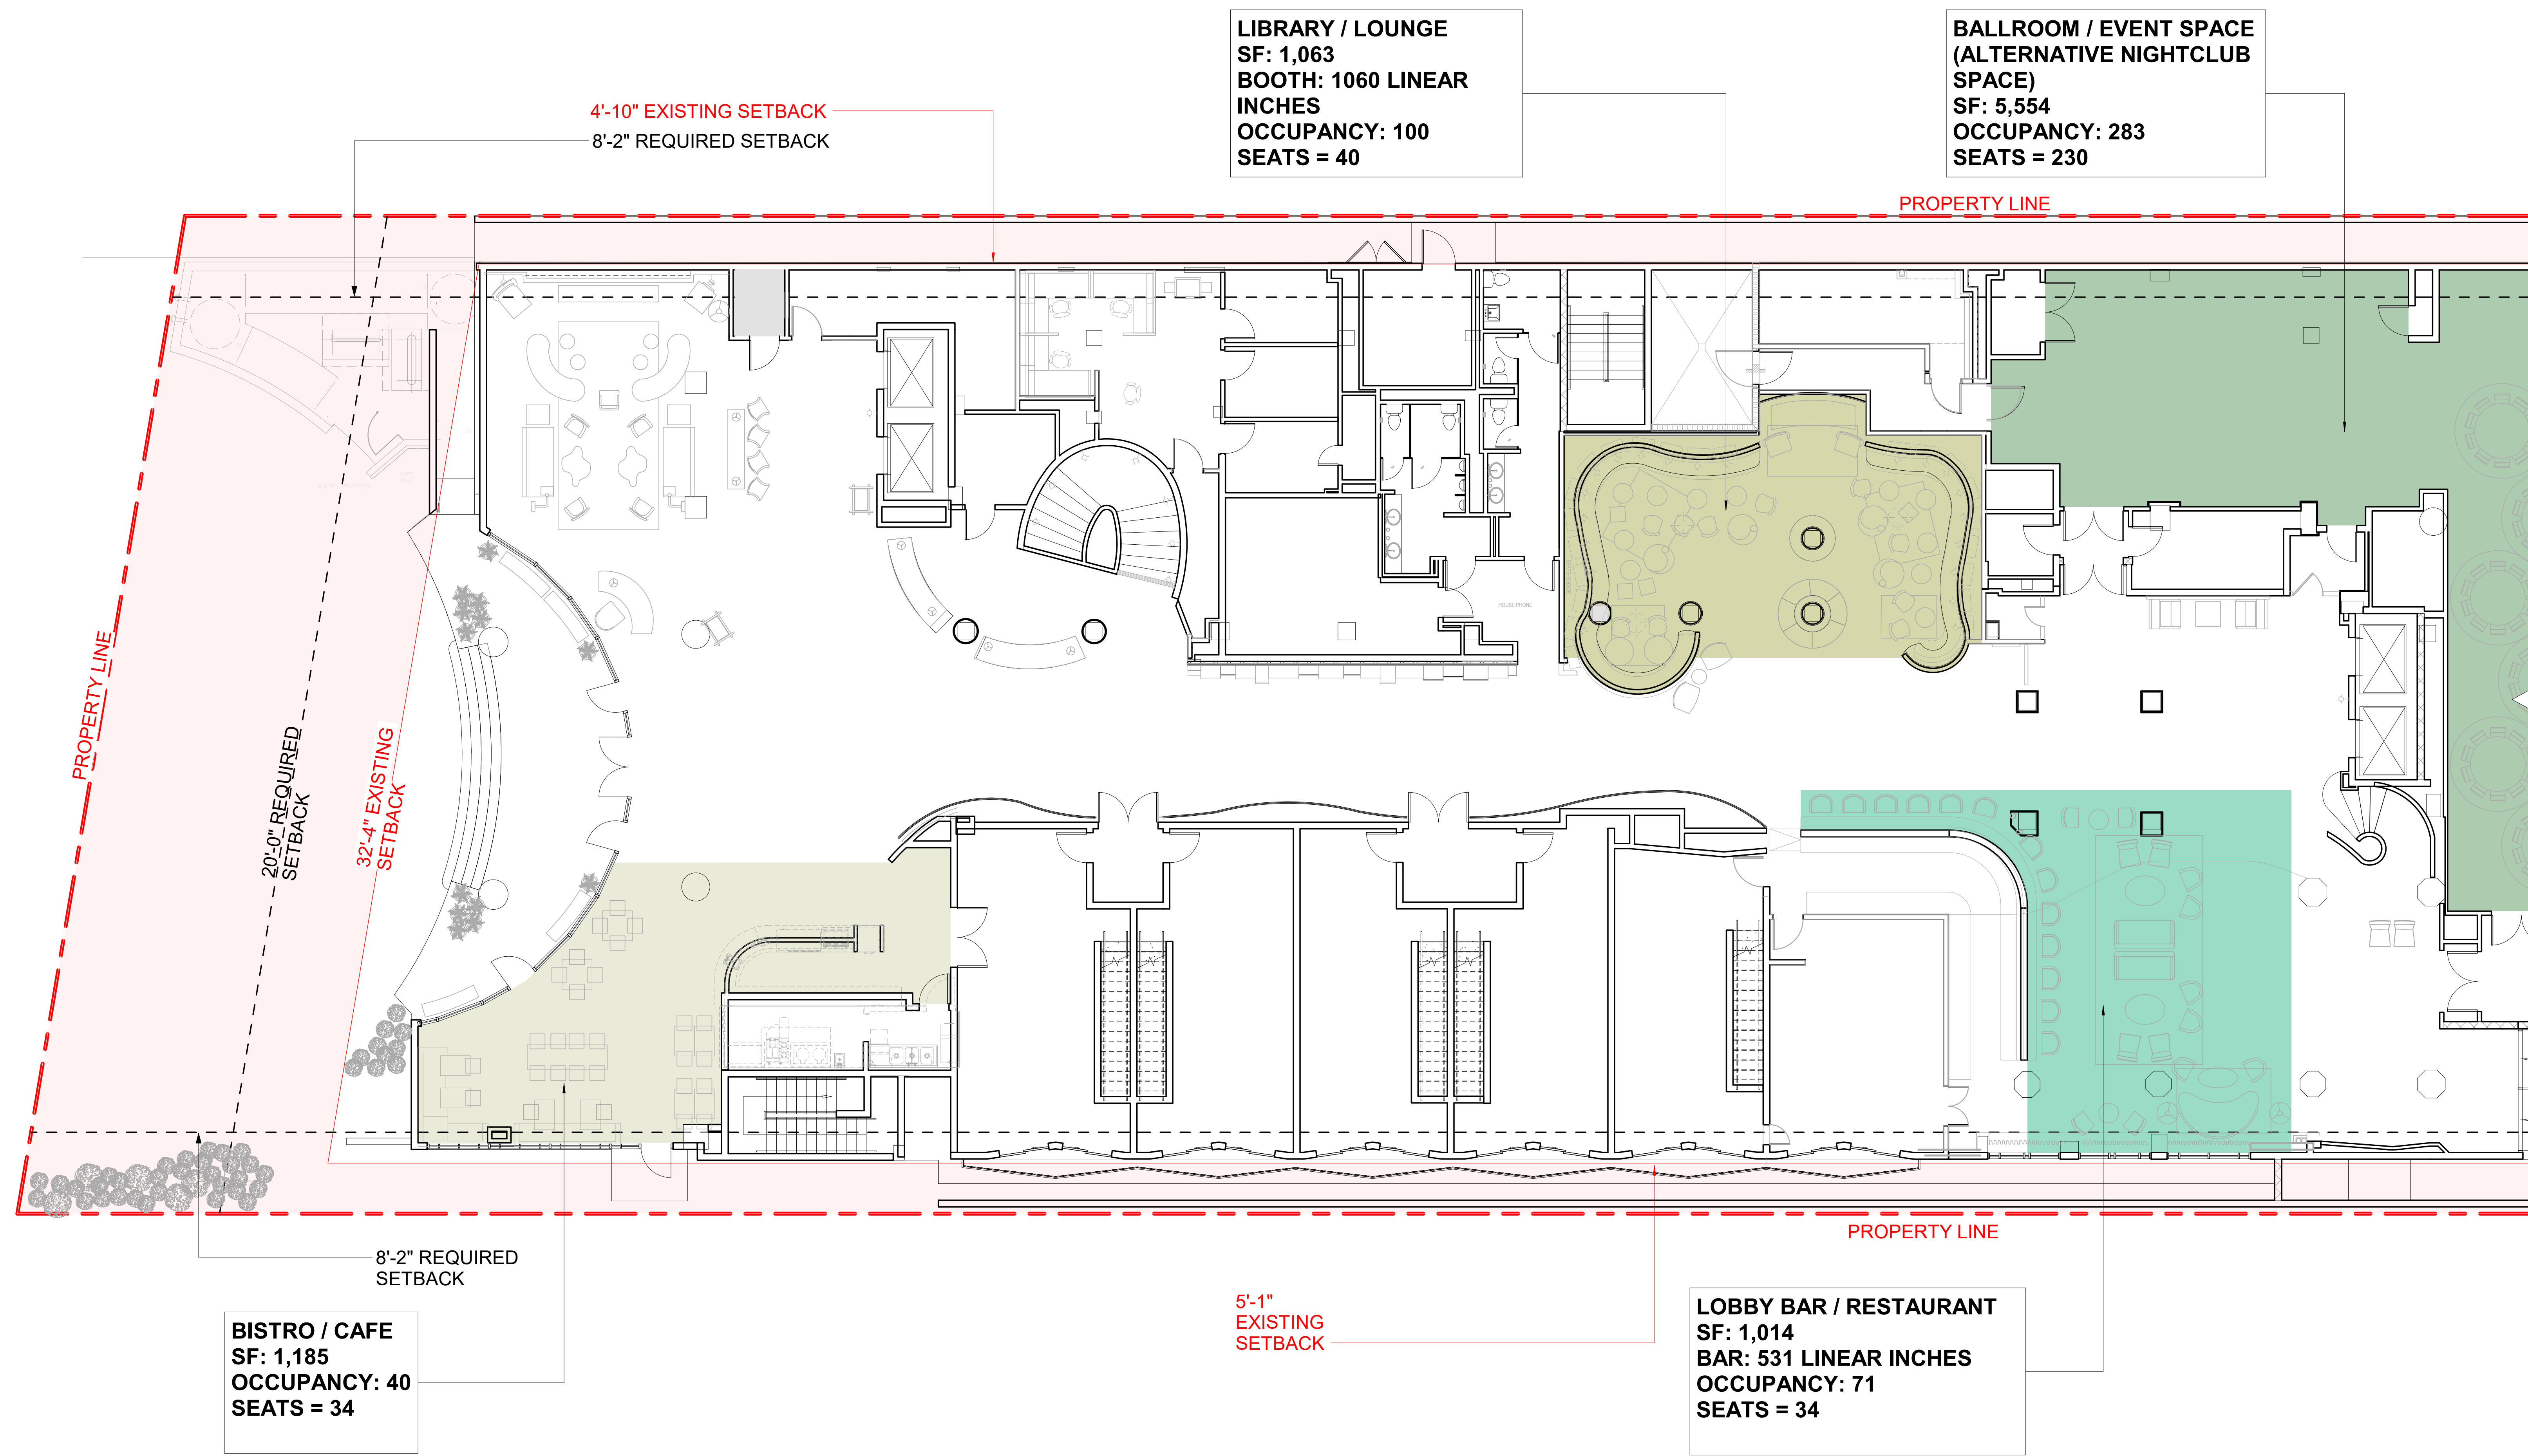 LIBRARY / LOUNGE
SF: 1,063
BOOTH: 1060 LINEAR
INCHES
OCCUPANCY: 100
SEATS = 40
BALLROOM / EVENT SPACE
(ALTERNATIVE NIGHTCLUB
SPACE)
SF: 5,554
OCCUPANCY: 283
SEATS = 230
4'-10" EXISTING SETBACK
8'-2" REQUIRED SETBACK
PROPERTY LINE
HOUSE PHONE
PROPERTY LINE
20'-0" REQUIRED
SETBACK
32'-4" EXISTING
SETBACK
PROPERTY LINE
8'-2" REQUIRED
SETBACK
5'-1"
EXISTING
SETBACK
BISTRO / CAFE
SF: 1,185
OCCUPANCY: 40
SEATS = 34
LOBBY BAR / RESTAURANT
SF: 1,014
BAR: 531 LINEAR INCHES
OCCUPANCY: 71
SEATS = 34